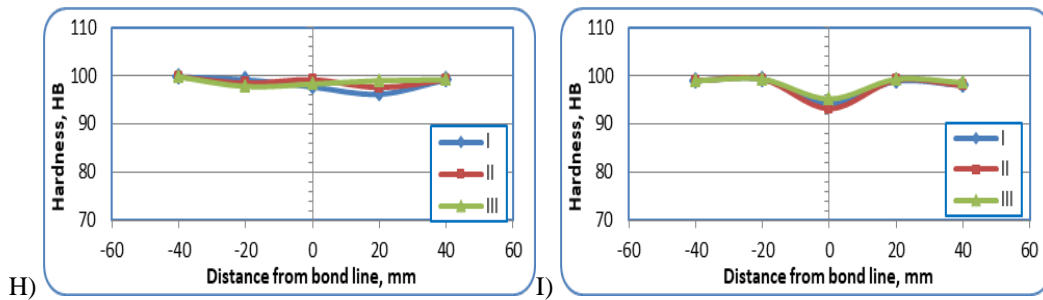 H)
Hardness, HB
110
100
90
80
70
-60 -40 -20 0 20 40 60
Distance from bond line, mm
I
II
III
I)
Hardness, HB
110
100
90
80
70
-60 -40 -20 0 20 40 60
Distance from bond line, mm
I
II
III